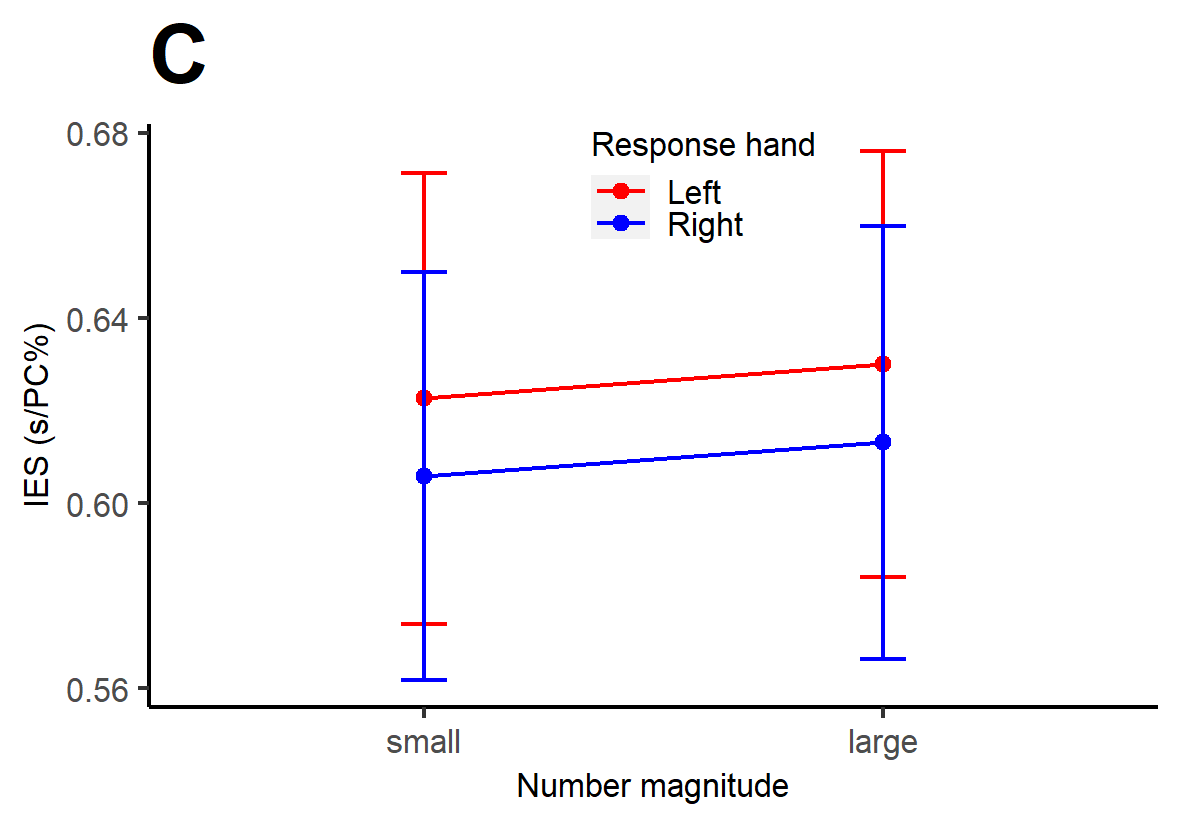 C
0.68
0.64
0.60
0.56
IES (s/PC%)
Response hand
Left
Right
small
large
Number magnitude